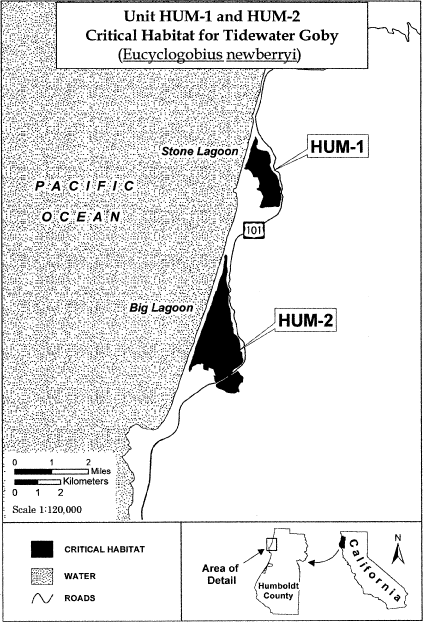 Unit HUM-1 and HUM-2
Critical Habitat for Tidewater Goby
(Eucyclogobius newberryi)
Stone Lagoon
HUM-1
PACIFIC
OCEAN
101
Big Lagoon
HUM-2
0 1 2
Miles
Kilometers
0 1 2
Scale 1:120,000
CRITICAL HABITAT
WATER
ROADS
Area of
Detail
Humboldt
County
California
N